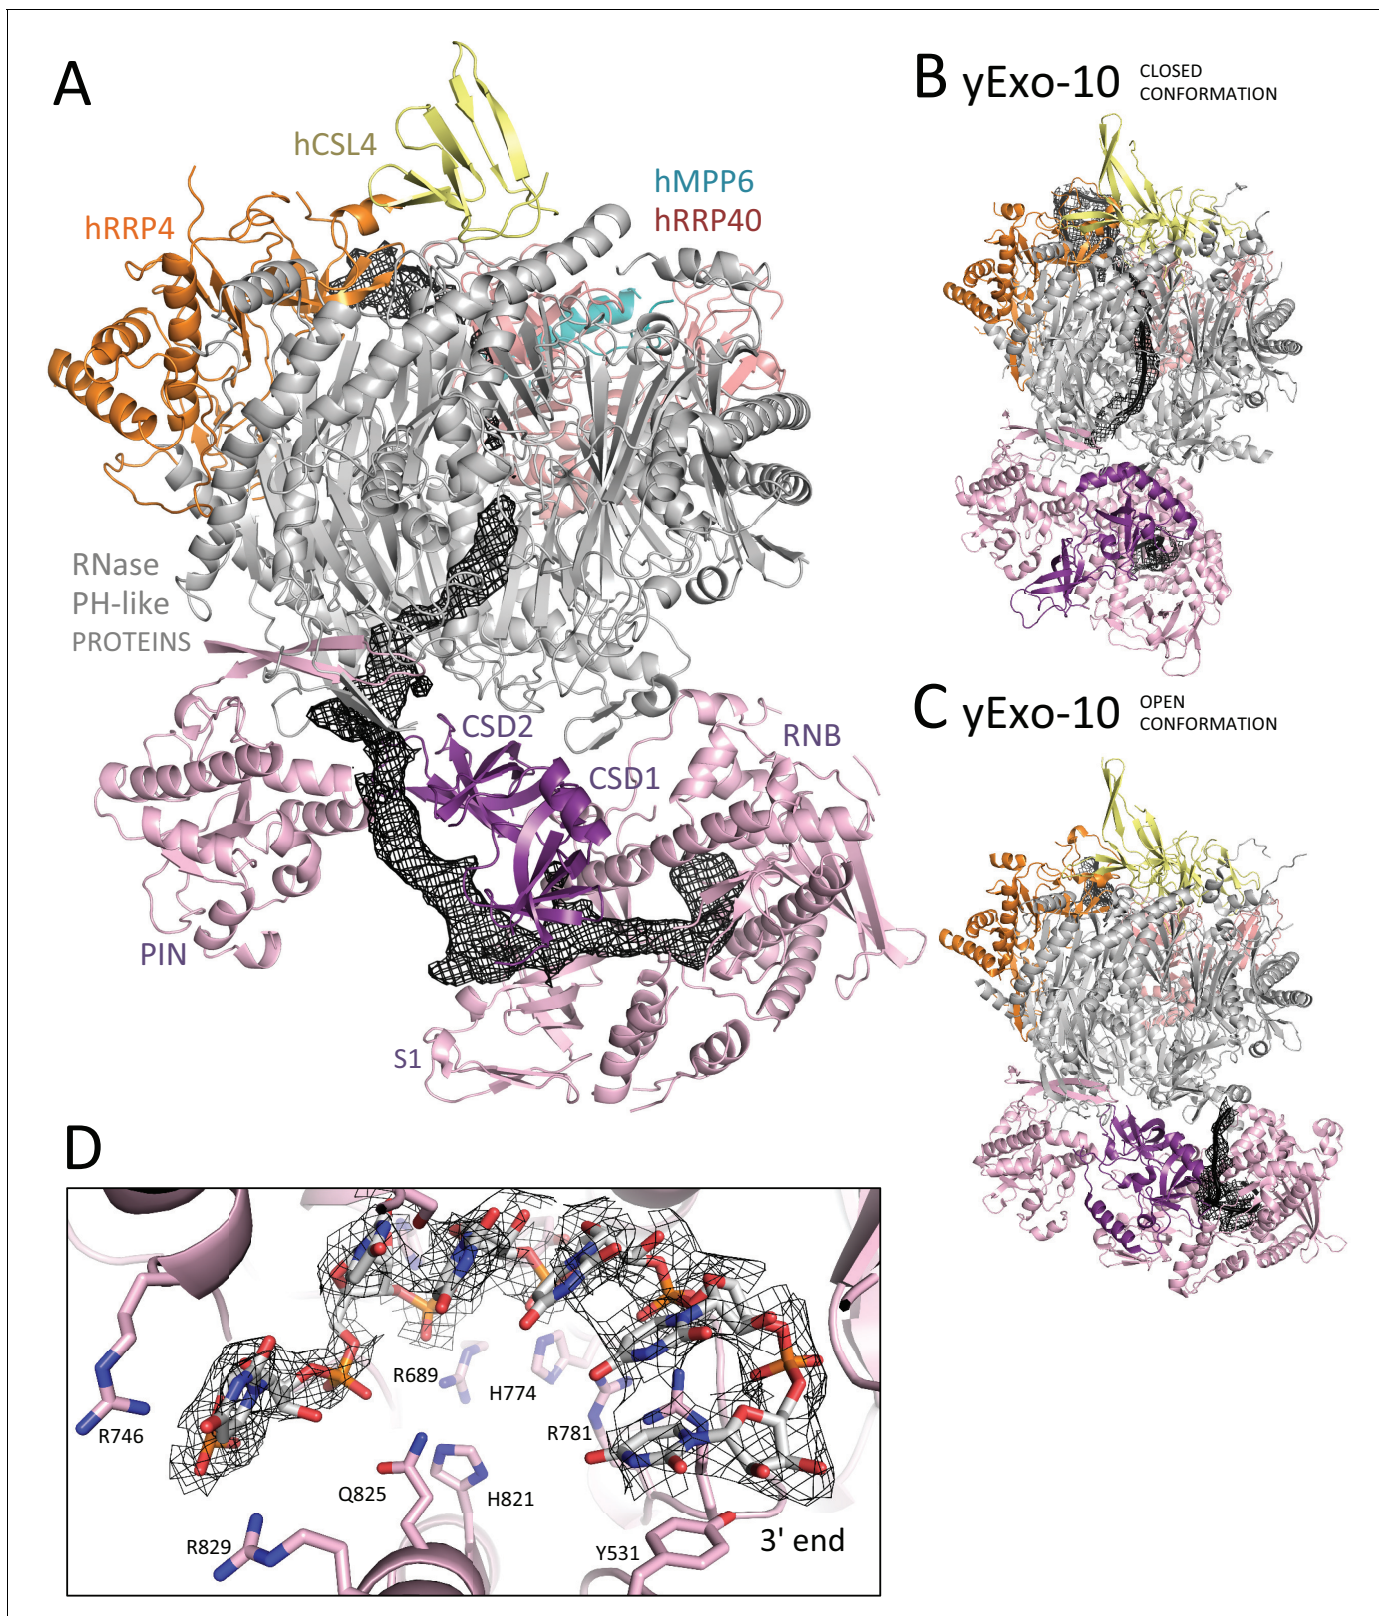 A
hCSL4
hMPP6
hRRP40
hRRP4
RNase
PH-like
PROTEINS
CSD2
CSD1
RNB
PIN
S1
B yExo-10 CLOSED
CONFORMATION
C yExo-10 OPEN
CONFORMATION
D
R689
H774
R746
R781
Q825
H821
R829
Y531
3' end